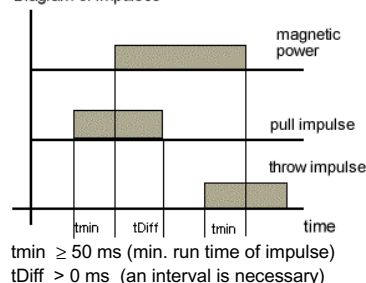 Diagram of impulses
magnetic
power
pull impulse
throw impulse
tmin tDiff tmin time
tmin ≥ 50 ms (min. run time of impulse)
tDiff > 0 ms (an interval is necessary)